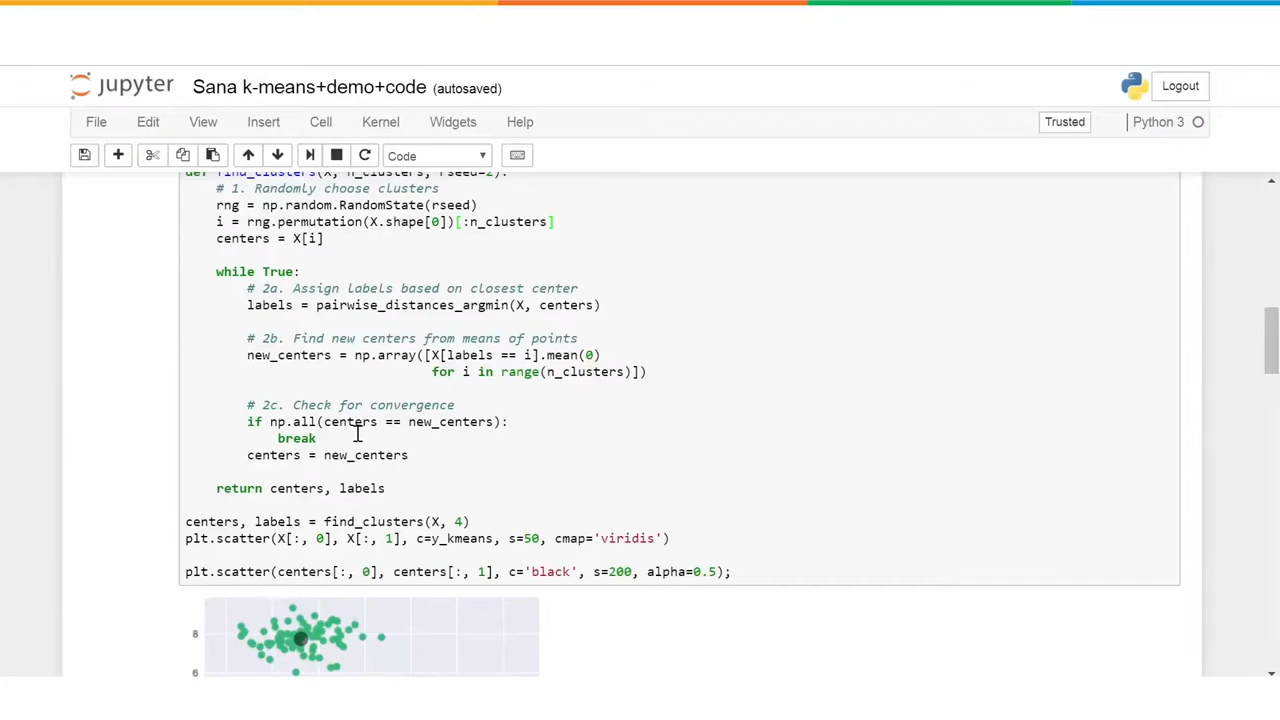 jupyter Sana k-means+demo+code (autosaved) Logout
File Edit View Insert Cell Kernel Widgets Help Trusted Python 3
Code
def find_clusters(X, n_clusters, rseed=2):
# 1. Randomly choose clusters
rng = np.random.RandomState(rseed)
i = rng.permutation(X.shape[0])[:n_clusters]
centers = X[i]
while True:
# 2a. Assign labels based on closest center
labels = pairwise_distances_argmin(X, centers)
# 2b. Find new centers from means of points
new_centers = np.array([X[labels == i].mean(0)
for i in range(n_clusters)])
# 2c. Check for convergence
if np.all(centers == new_centers):
break
centers = new_centers
return centers, labels
centers, labels = find_clusters(X, 4)
plt.scatter(X[:, 0], X[:, 1], c=y_kmeans, s=50, cmap='viridis')
plt.scatter(centers[:, 0], centers[:, 1], c='black', s=200, alpha=0.5);
8
6